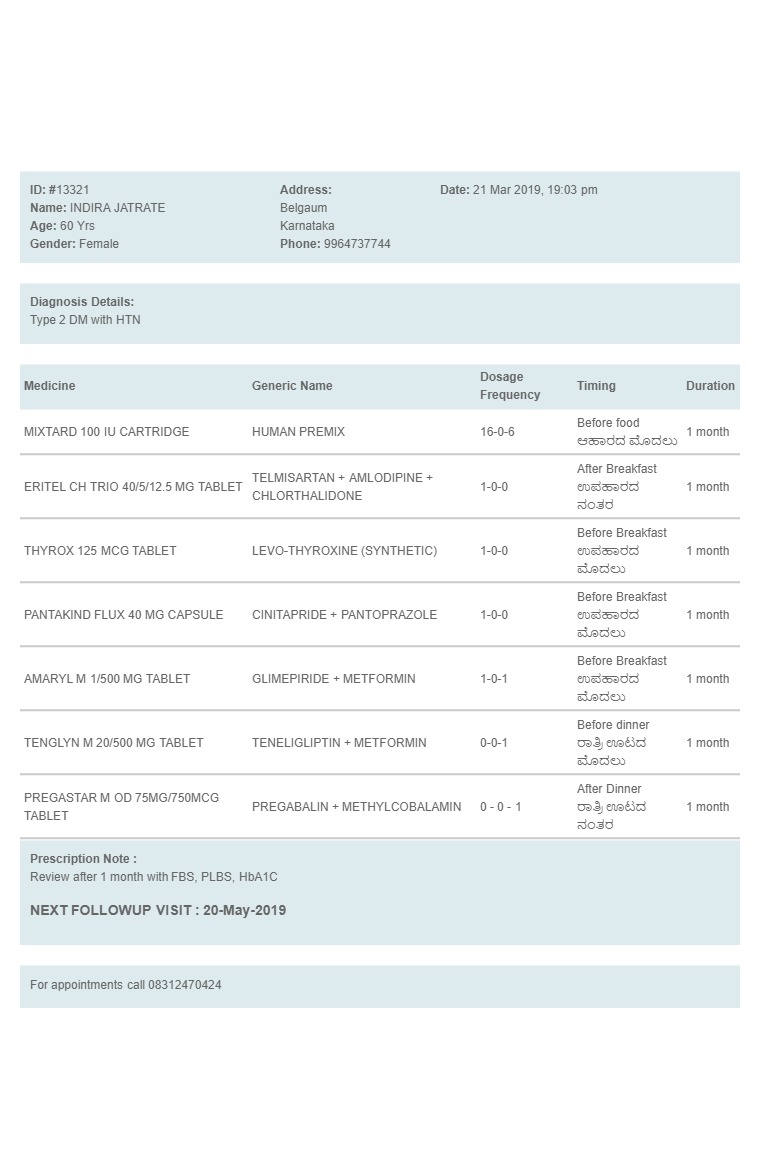 ID: #13321
Name: INDIRA JATRATE
Age: 60 Yrs
Gender: Female
Address:
Belgaum
Karnataka
Phone: 9964737744
Date: 21 Mar 2019, 19:03 pm
Diagnosis Details:
Type 2 DM with HTN
Medicine Generic Name Dosage Frequency Timing Duration
MIXTARD 100 IU CARTRIDGE HUMAN PREMIX 16-0-6 Before food 1 month
ಆಹಾರದ ಮೊದಲು
ERITEL CH TRIO 40/5/12.5 MG TABLET TELMISARTAN + AMLODIPINE + CHLORTHALIDONE 1-0-0 After Breakfast 1 month
ಉಪಹಾರದ
ನಂತರ
THYROX 125 MCG TABLET LEVO-THYROXINE (SYNTHETIC) 1-0-0 Before Breakfast 1 month
ಉಪಹಾರದ
ಮೊದಲು
PANTAKIND FLUX 40 MG CAPSULE CINITAPRIDE + PANTOPRAZOLE 1-0-0 Before Breakfast 1 month
ಉಪಹಾರದ
ಮೊದಲು
AMARYL M 1/500 MG TABLET GLIMEPIRIDE + METFORMIN 1-0-1 Before Breakfast 1 month
ಉಪಹಾರದ
ಮೊದಲು
TENGLYN M 20/500 MG TABLET TENELIGLIPTIN + METFORMIN 0-0-1 Before dinner 1 month
ರಾತ್ರಿ ಊಟದ
ಮೊದಲು
PREGASTAR M OD 75MG/750MCG TABLET PREGABALIN + METHYLCOBALAMIN 0 - 0 - 1 After Dinner 1 month
ರಾತ್ರಿ ಊಟದ
ನಂತರ
Prescription Note :
Review after 1 month with FBS, PLBS, HbA1C
NEXT FOLLOWUP VISIT : 20-May-2019
For appointments call 08312470424